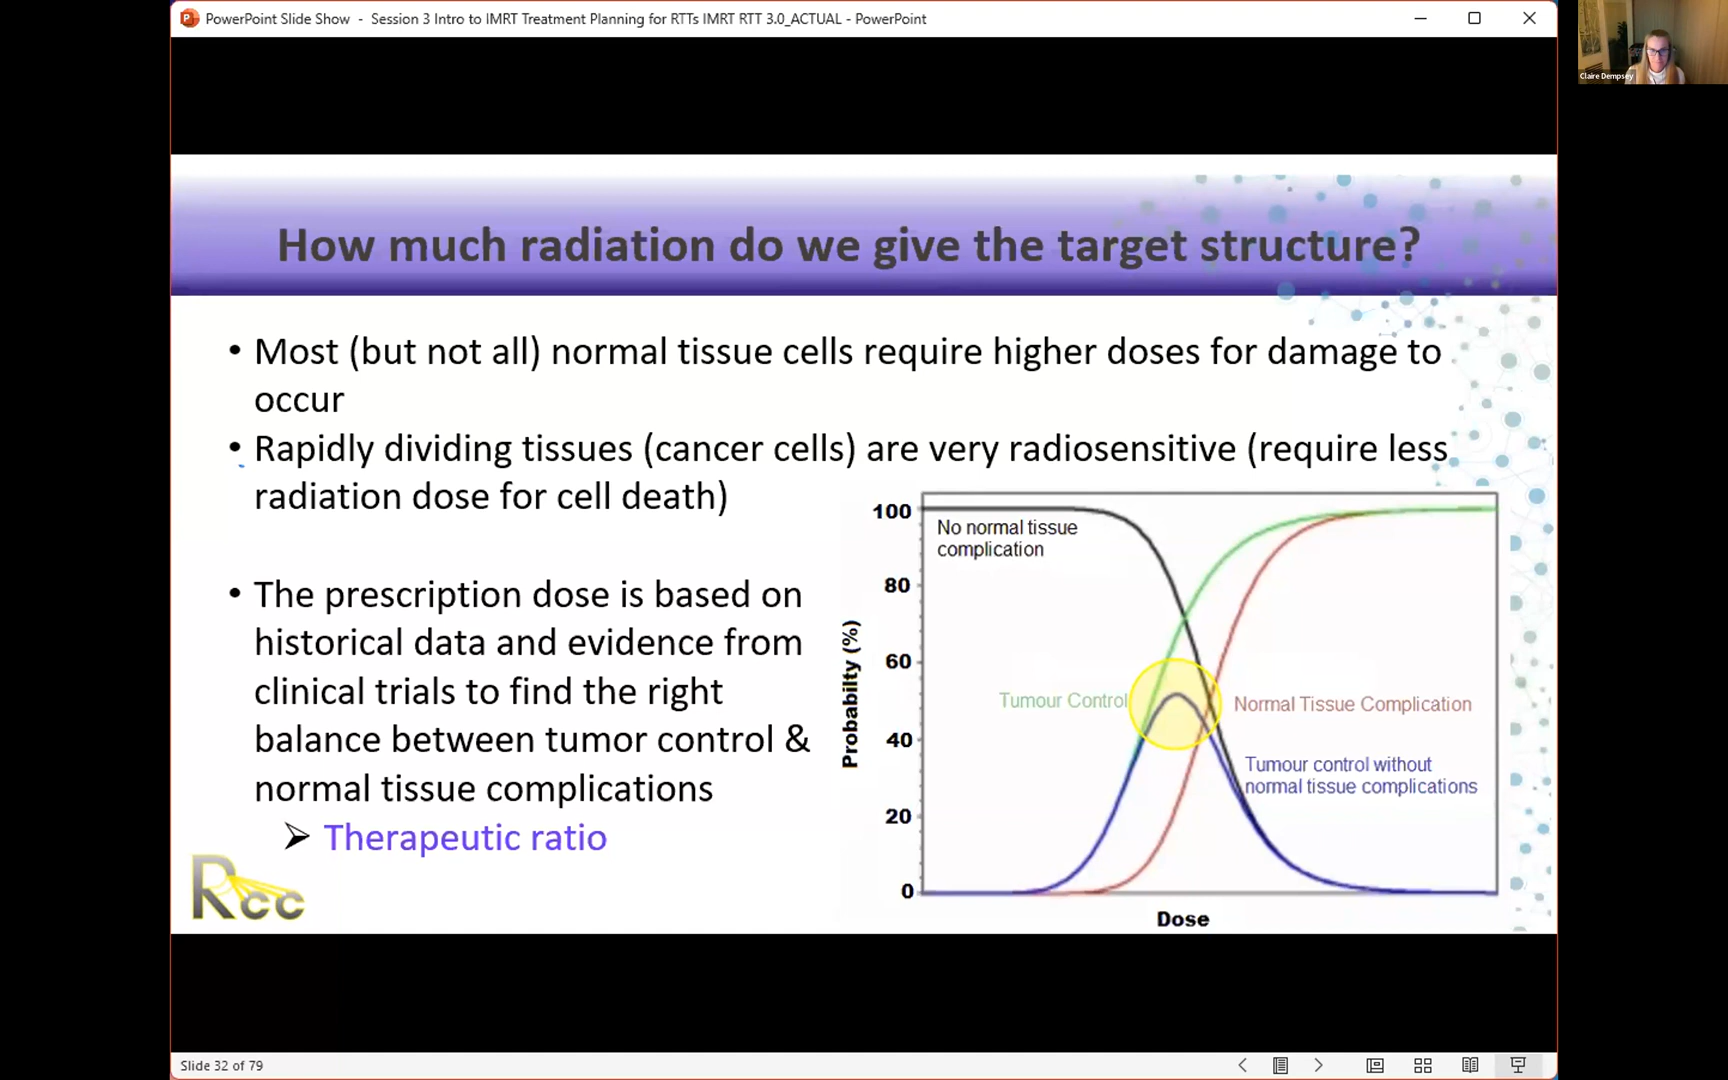 PowerPoint Slide Show - Session 3 Intro to IMRT Treatment Planning for RTTs IMRT RTT 3.0_ACTUAL - PowerPoint
Claire Dempsey
How much radiation do we give the target structure?
• Most (but not all) normal tissue cells require higher doses for damage to
occur
• Rapidly dividing tissues (cancer cells) are very radiosensitive (require less
radiation dose for cell death)
• The prescription dose is based on
historical data and evidence from
clinical trials to find the right
balance between tumor control &
normal tissue complications
➢ Therapeutic ratio
Rcc
Probabilty (%)
100
80
60
40
20
0
No normal tissue
complication
Tumour Control
Normal Tissue Complication
Tumour control without
normal tissue complications
Dose
Slide 32 of 79